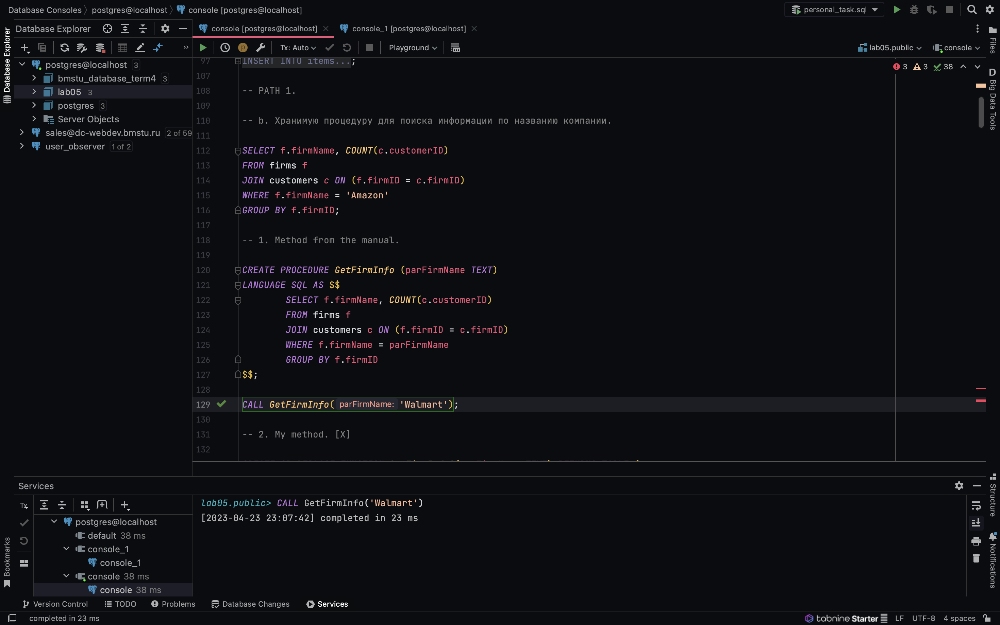 Database Consoles postgres@localhost console [postgres@localhost]
personal_task.sql
Database Explorer
console [postgres@localhost]
console_1 [postgres@localhost]
Tx: Auto
Playground
lab05.public
console
postgres@localhost 3
bmstu_database_term4 3
lab05 3
postgres 3
Server Objects
sales@dc-webdev.bmstu.ru 2 of 59
user_observer 1 of 2
Database Explorer
Bookmarks
3 3 38
97 INSERT INTO items...;
107
108 -- PATH 1.
109
110 -- b. Хранимую процедуру для поиска информации по названию компании.
111
112 SELECT f.firmName, COUNT(c.customerID)
113 FROM firms f
114 JOIN customers c ON (f.firmID = c.firmID)
115 WHERE f.firmName = 'Amazon'
116 GROUP BY f.firmID;
117
118 -- 1. Method from the manual.
119
120 CREATE PROCEDURE GetFirmInfo (parFirmName TEXT)
121 LANGUAGE SQL AS $$
122 SELECT f.firmName, COUNT(c.customerID)
123 FROM firms f
124 JOIN customers c ON (f.firmID = c.firmID)
125 WHERE f.firmName = parFirmName
126 GROUP BY f.firmID
127 $$;
128
129 CALL GetFirmInfo( parFirmName: 'Walmart');
130
131 -- 2. My method. [X]
132
Files
D Big Data Tools
Structure
Notifications
Services
Tx
postgres@localhost
default 38 ms
console_1
console_1
console 38 ms
console 38 ms
lab05.public> CALL GetFirmInfo('Walmart')
[2023-04-23 23:07:42] completed in 23 ms
Version Control TODO Problems Database Changes Services
completed in 23 ms
tabnine Starter LF UTF-8 4 spaces